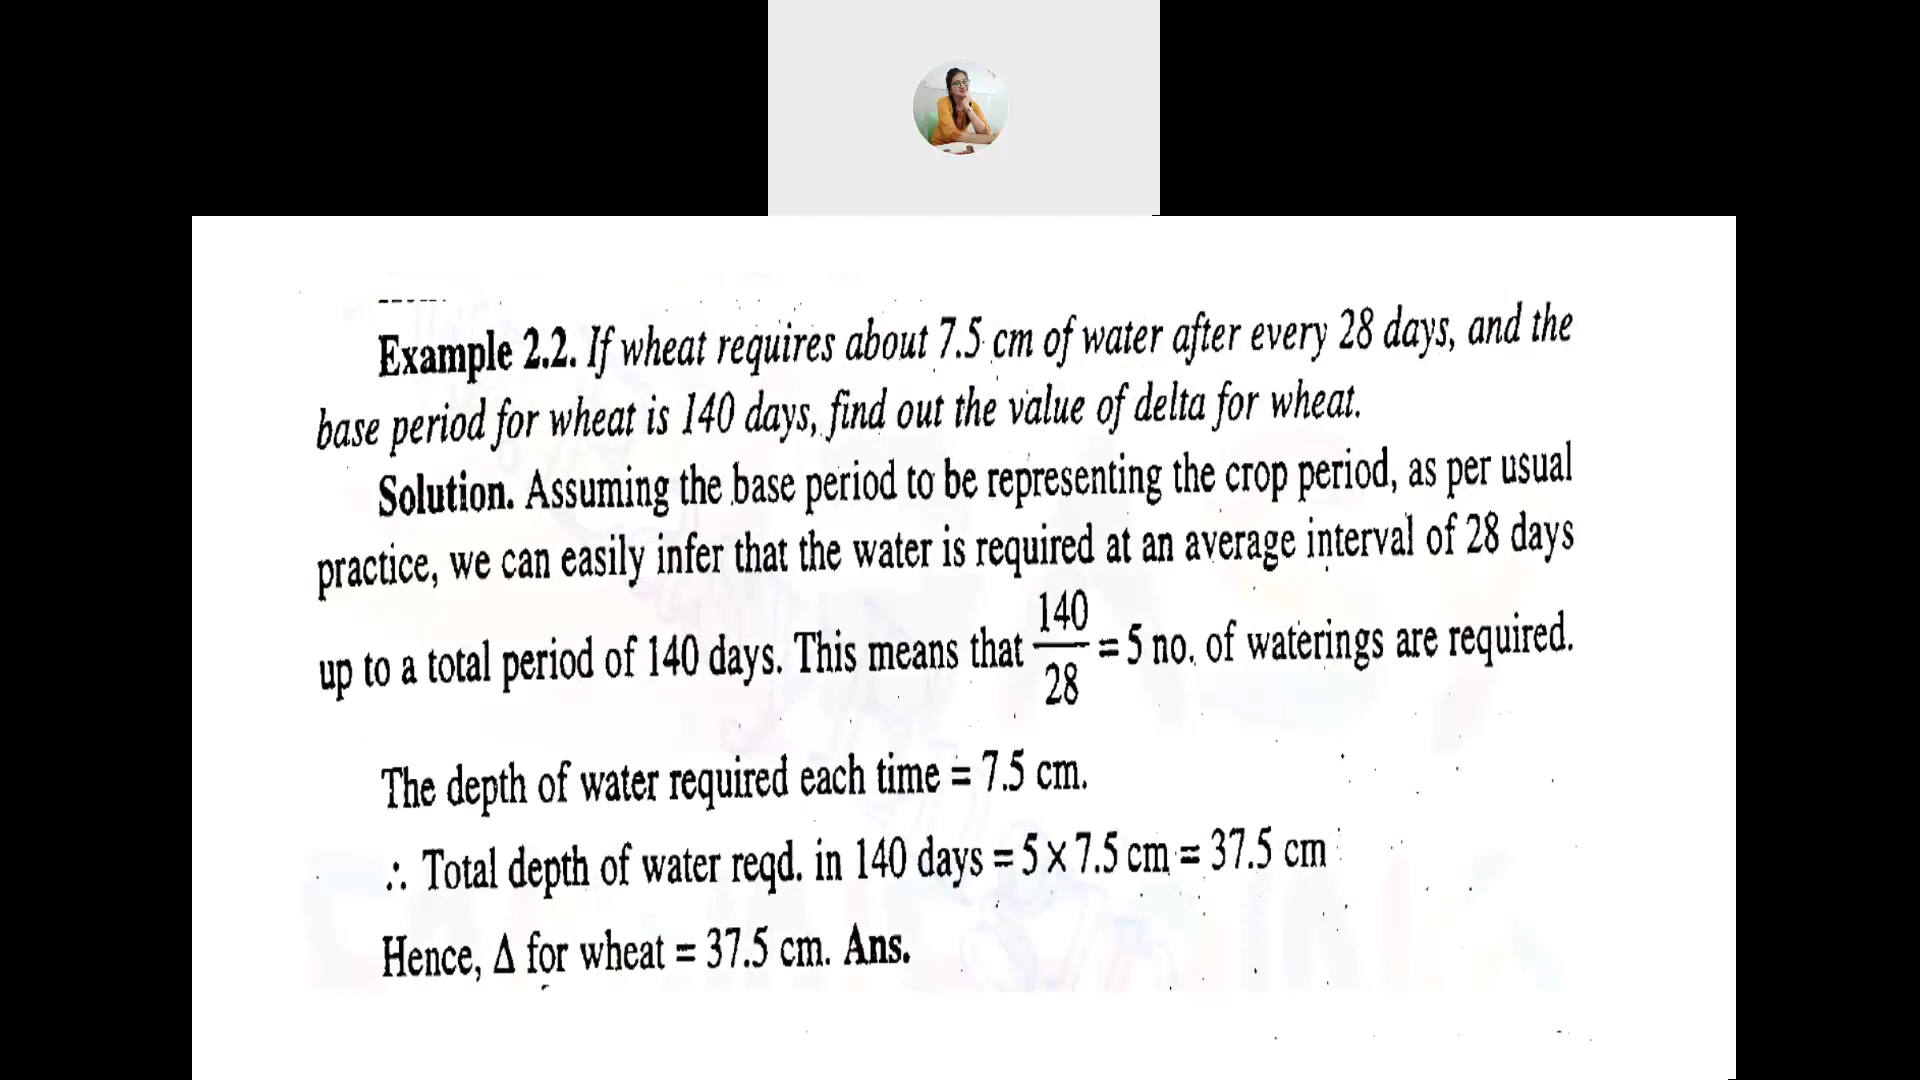 Example 2.2. If wheat requires about 7.5 cm of water after every 28 days, and the
base period for wheat is 140 days, find out the value of delta for wheat.
Solution. Assuming the base period to be representing the crop period, as per usual
practice, we can easily infer that the water is required at an average interval of 28 days
up to a total period of 140 days. This means that 140/28 = 5 no. of waterings are required.
The depth of water required each time = 7.5 cm.
∴ Total depth of water reqd. in 140 days = 5 × 7.5 cm = 37.5 cm
Hence, Δ for wheat = 37.5 cm. Ans.